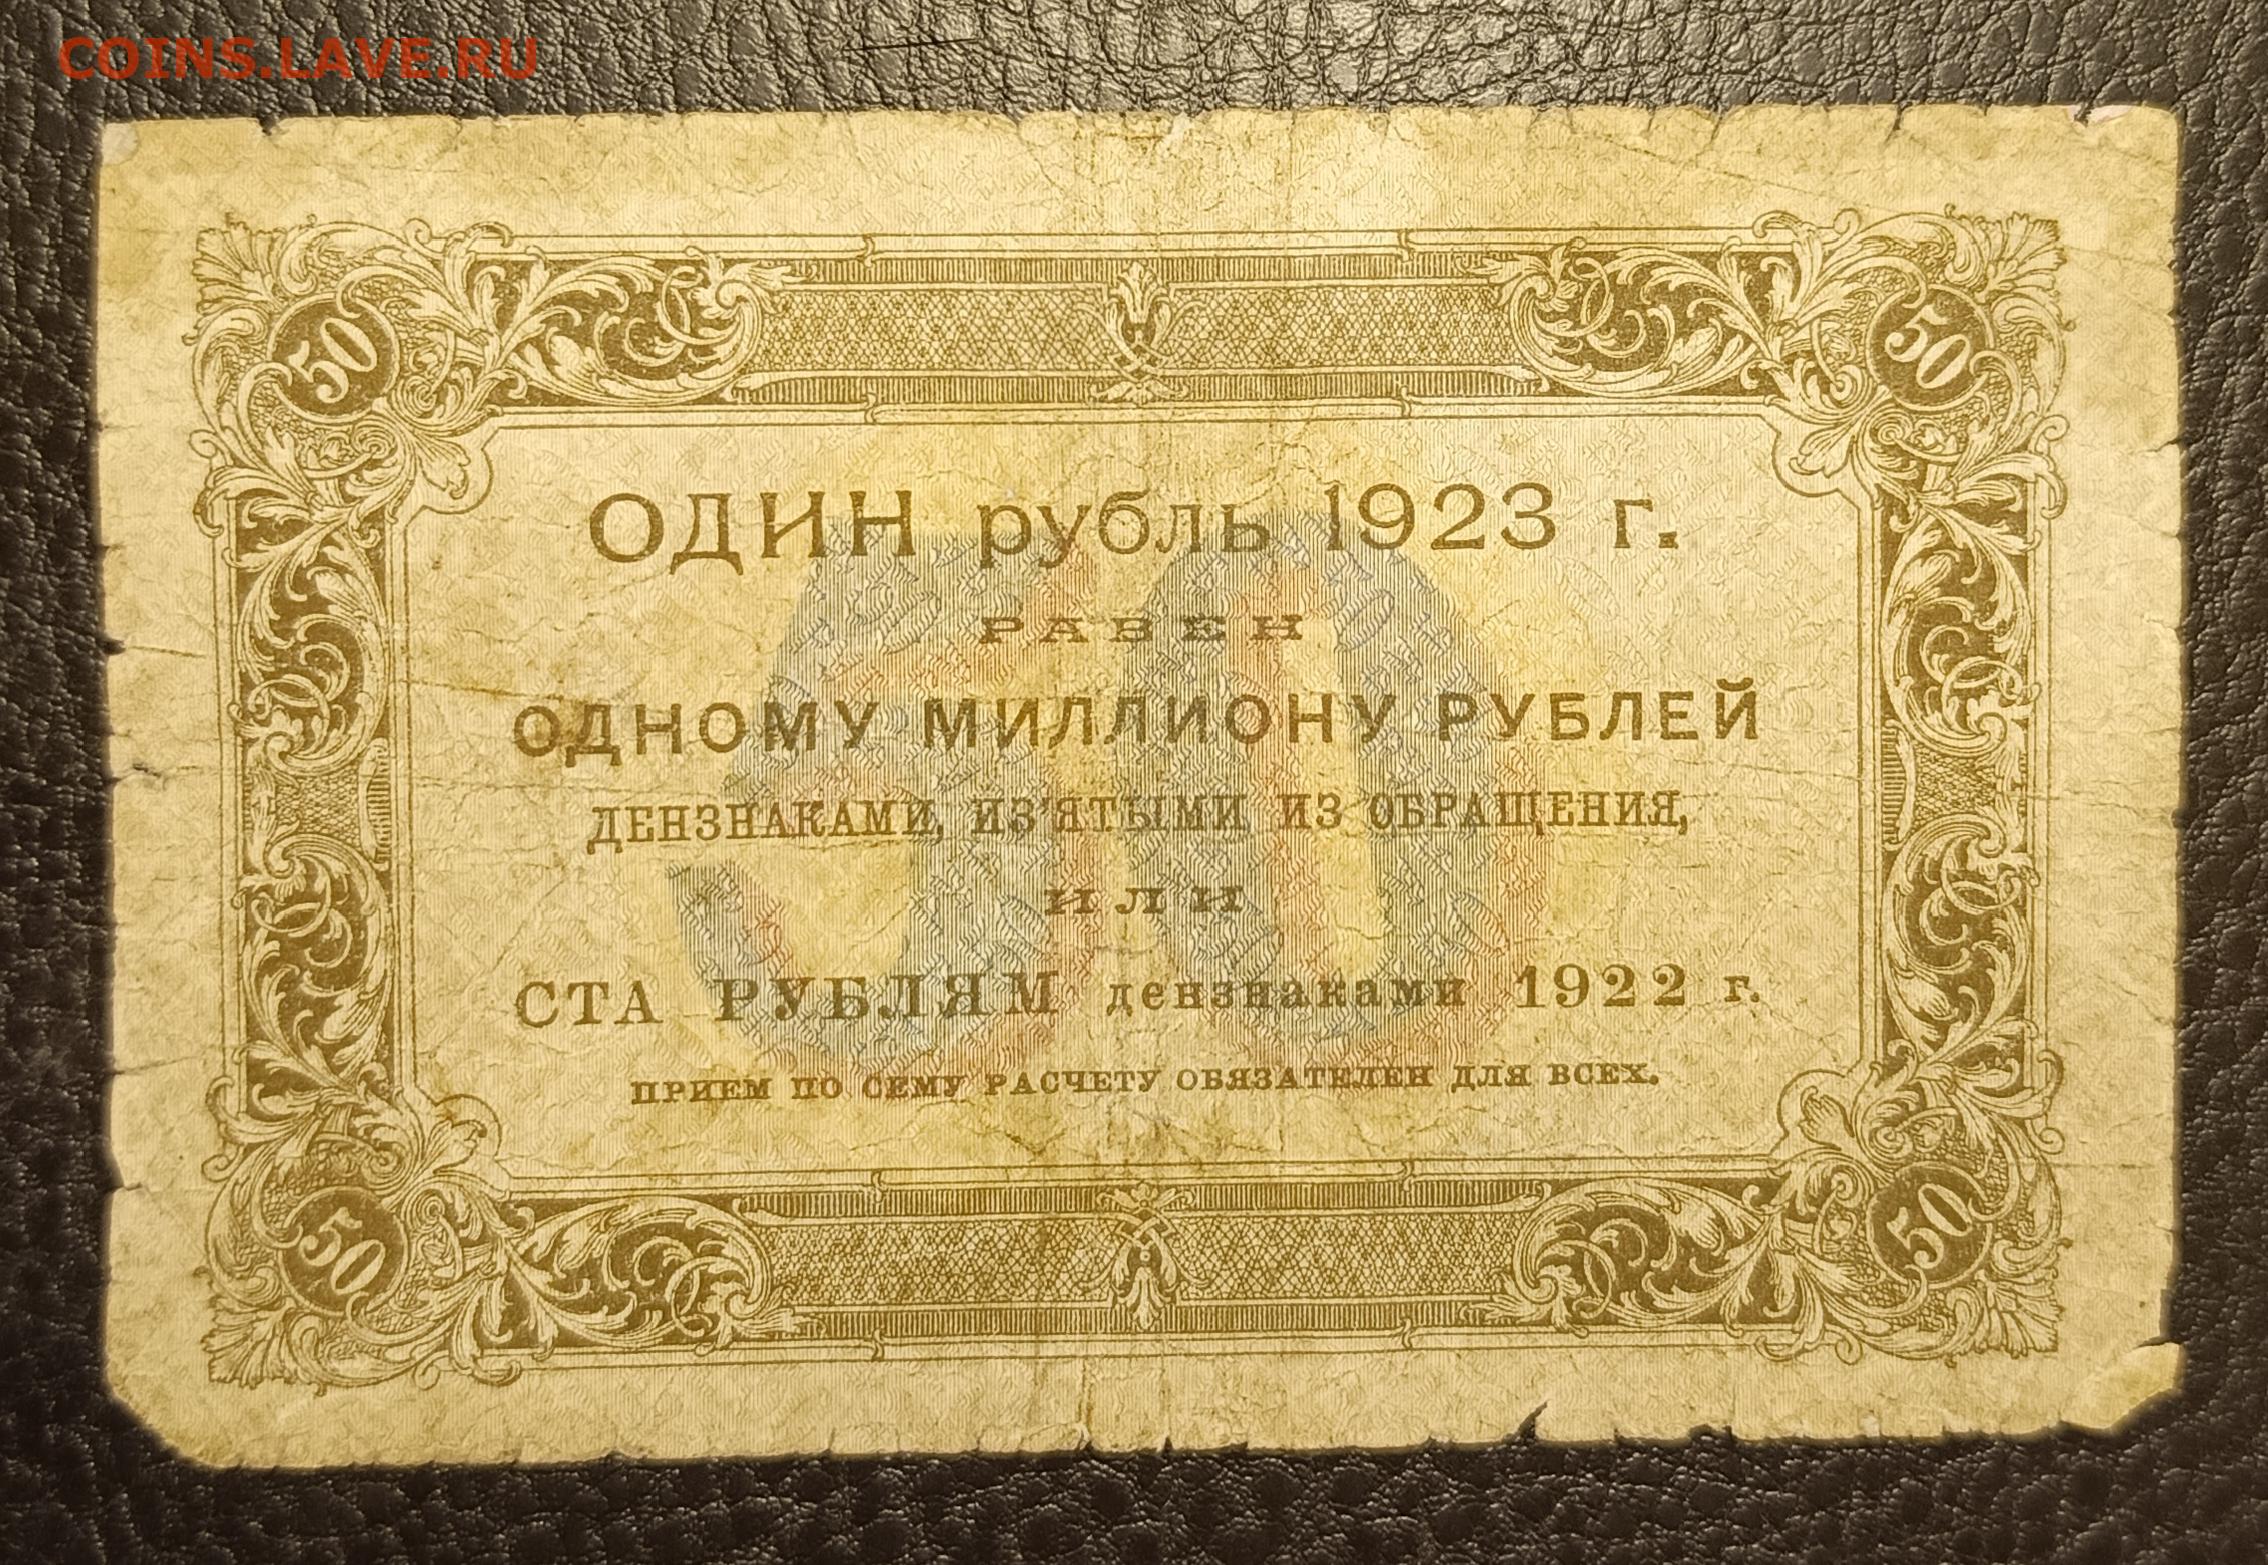 COINS.LAVE.RU
50 50
ОДИН рубль 1923 г.
РАВЕН
ОДНОМУ МИЛЛИОНУ РУБЛЕЙ
ДЕНЗНАКАМИ, ИЗ'ЯТЫМИ ИЗ ОБРАЩЕНИЯ,
ИЛИ
СТА РУБЛЯМ дензнаками 1922 г.
ПРИЕМ ПО СЕМУ РАСЧЕТУ ОБЯЗАТЕЛЕН ДЛЯ ВСЕХ.
50
50 50